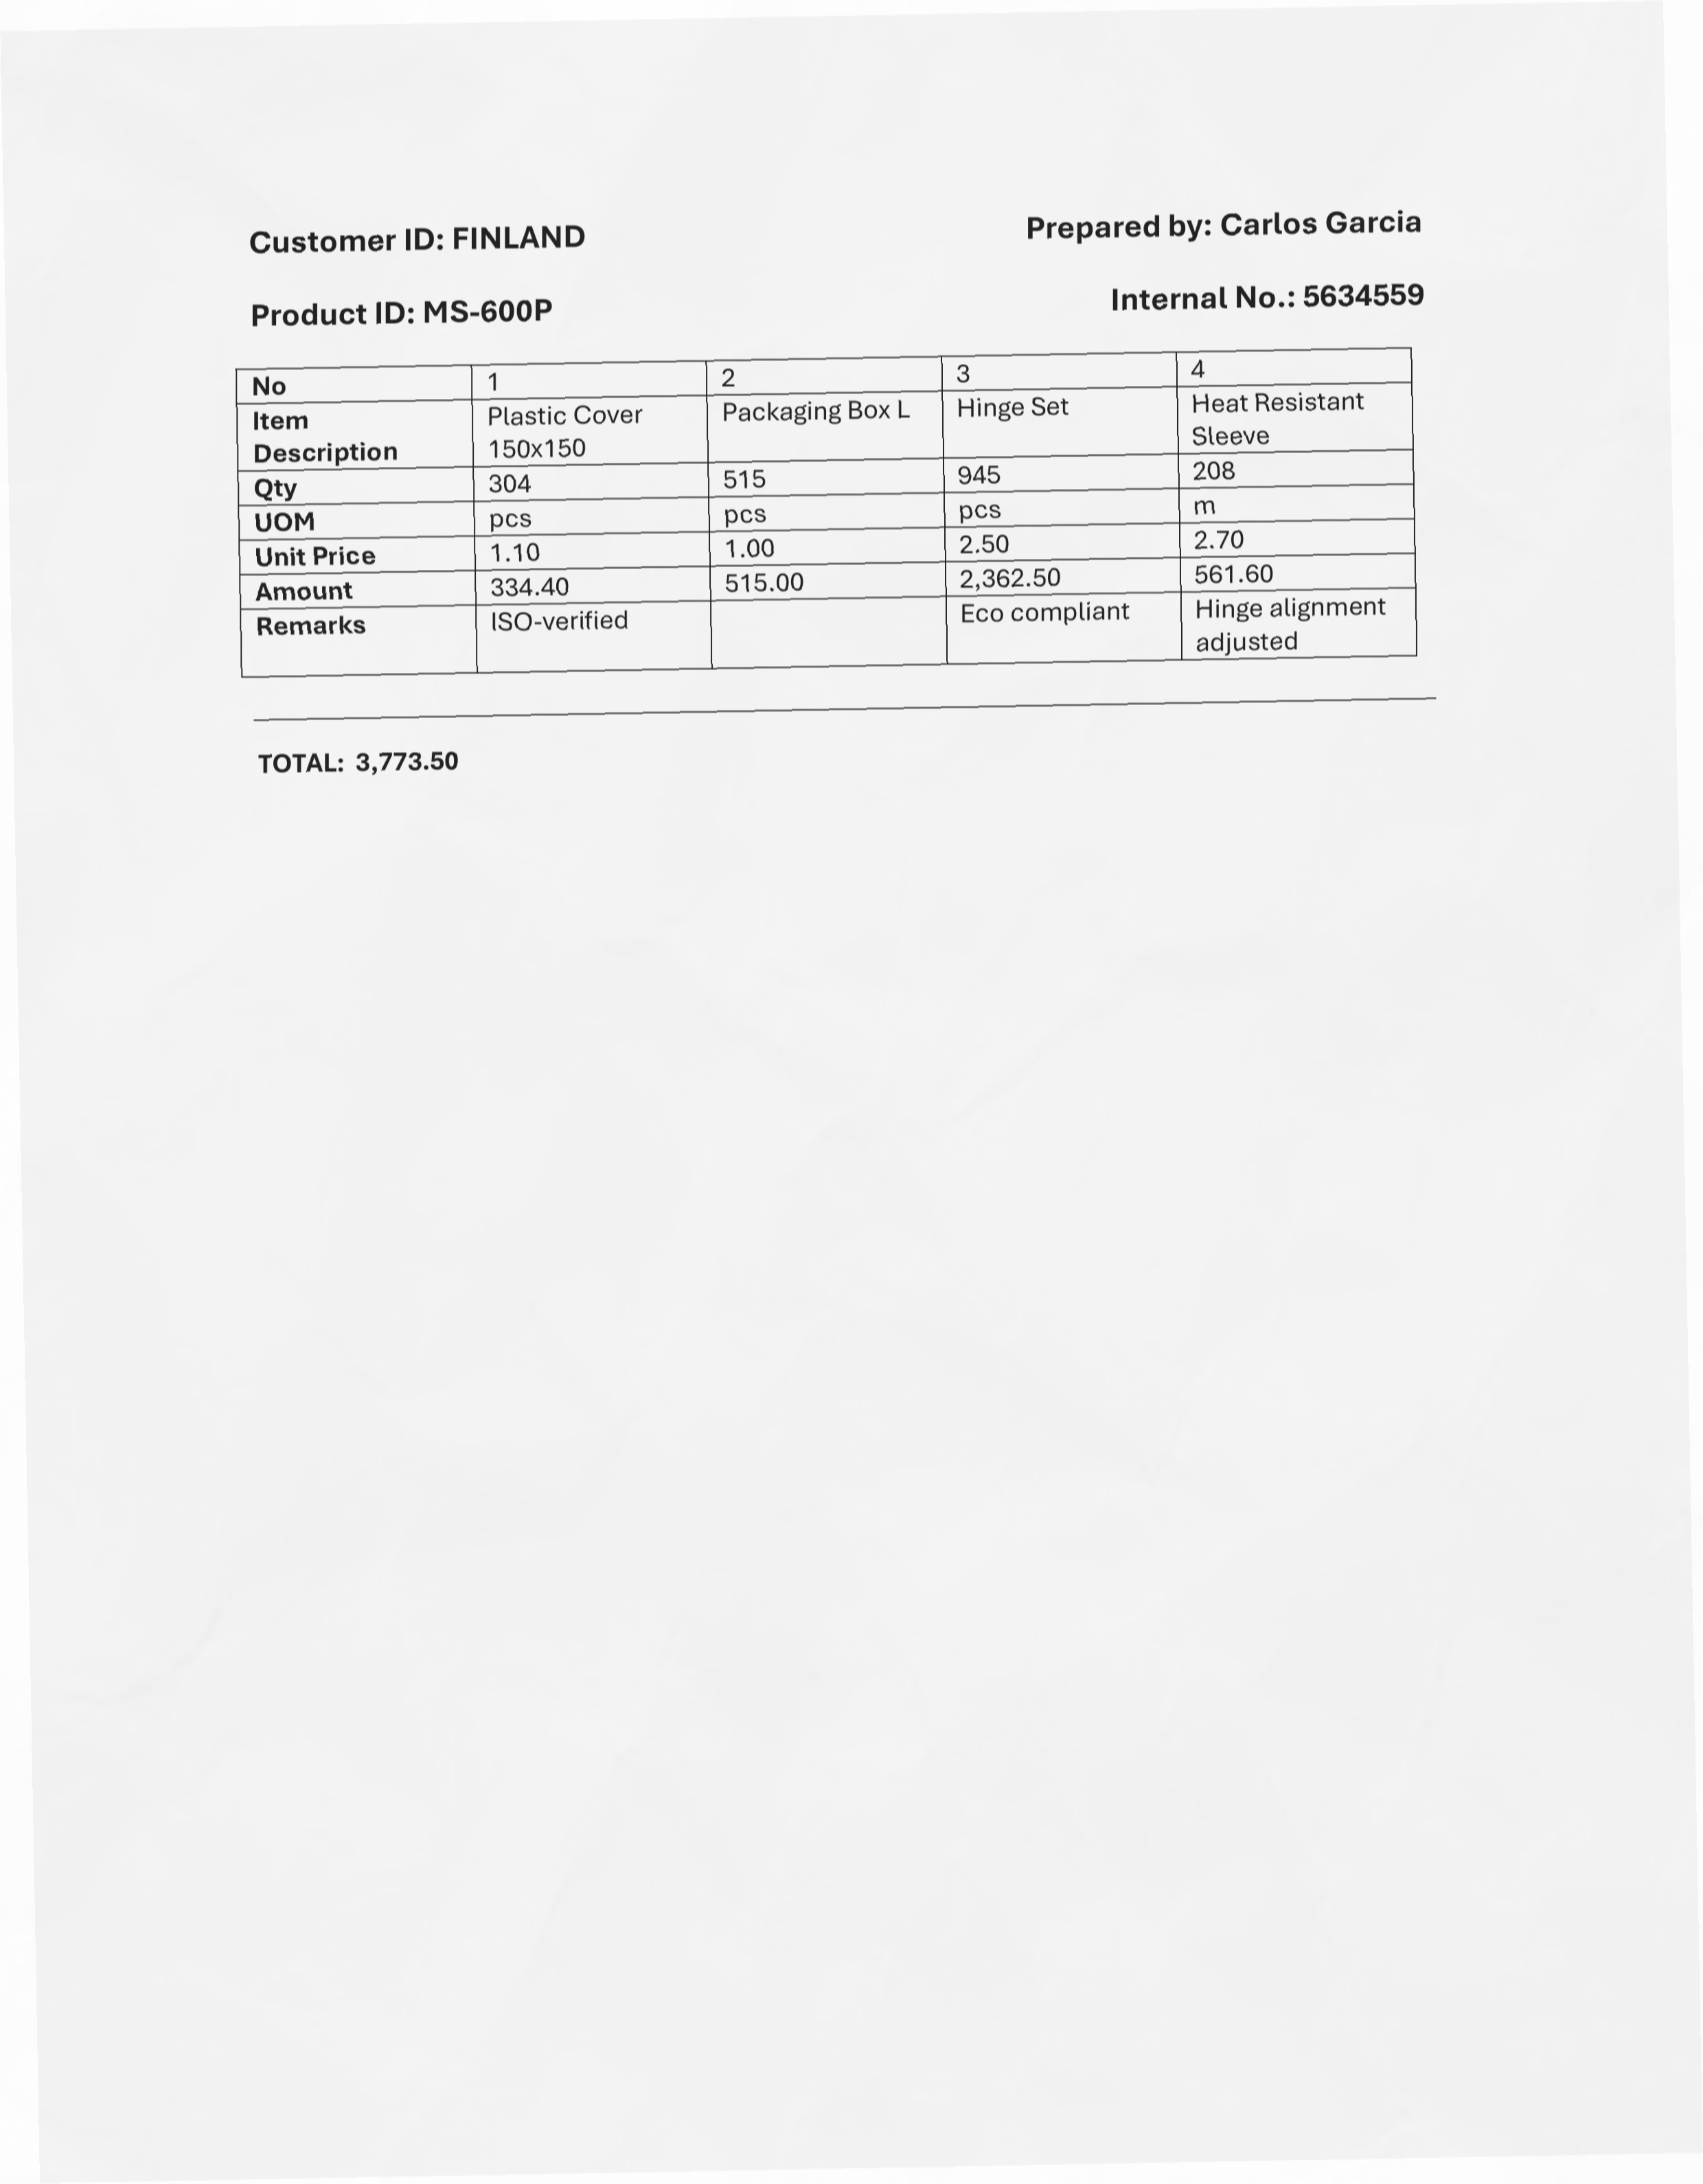 Customer ID: FINLAND Prepared by: Carlos Garcia
Product ID: MS-600P Internal No.: 5634559
No 1 2 3 4
Item Description Plastic Cover 150x150 Packaging Box L Hinge Set Heat Resistant Sleeve
Qty 304 515 945 208
UOM pcs pcs pcs m
Unit Price 1.10 1.00 2.50 2.70
Amount 334.40 515.00 2,362.50 561.60
Remarks ISO-verified Eco compliant Hinge alignment adjusted
TOTAL: 3,773.50